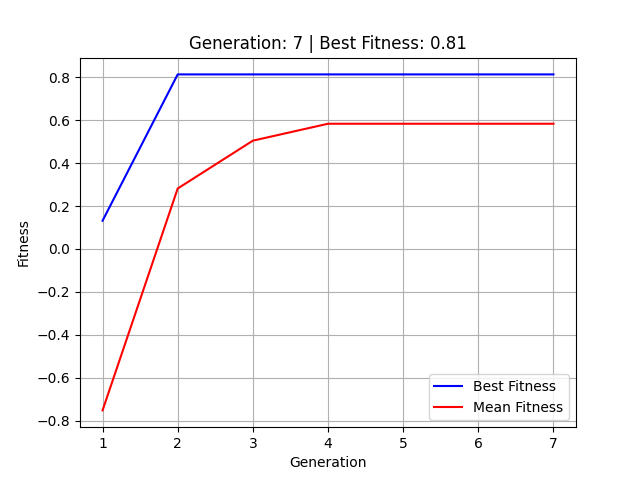 Generation: 7 | Best Fitness: 0.81
0.8
0.6
0.4
0.2
0.0
−0.2
−0.4
−0.6
−0.8
Fitness
Best Fitness
Mean Fitness
1 2 3 4 5 6 7
Generation